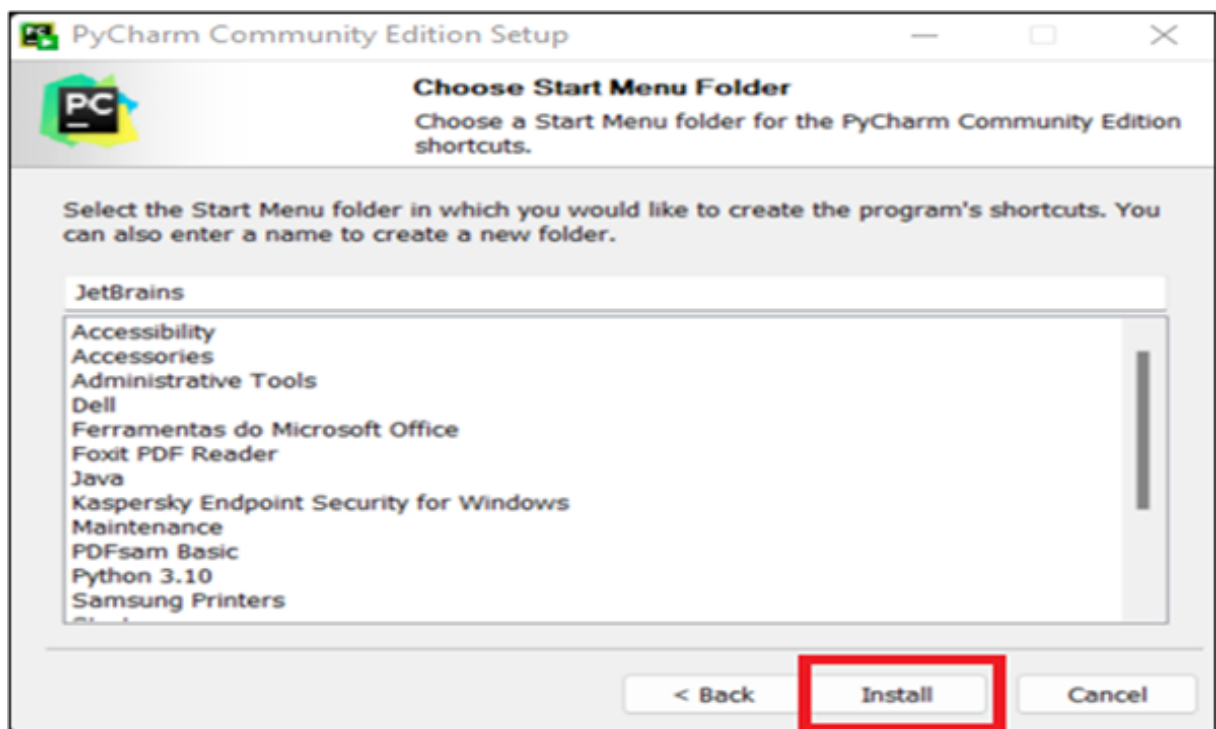 PyCharm Community Edition Setup
PC
Choose Start Menu Folder
Choose a Start Menu folder for the PyCharm Community Edition
shortcuts.
Select the Start Menu folder in which you would like to create the program's shortcuts. You
can also enter a name to create a new folder.
JetBrains
Accessibility
Accessories
Administrative Tools
Dell
Ferramentas do Microsoft Office
Foxit PDF Reader
Java
Kaspersky Endpoint Security for Windows
Maintenance
PDFsam Basic
Python 3.10
Samsung Printers
< Back Install Cancel